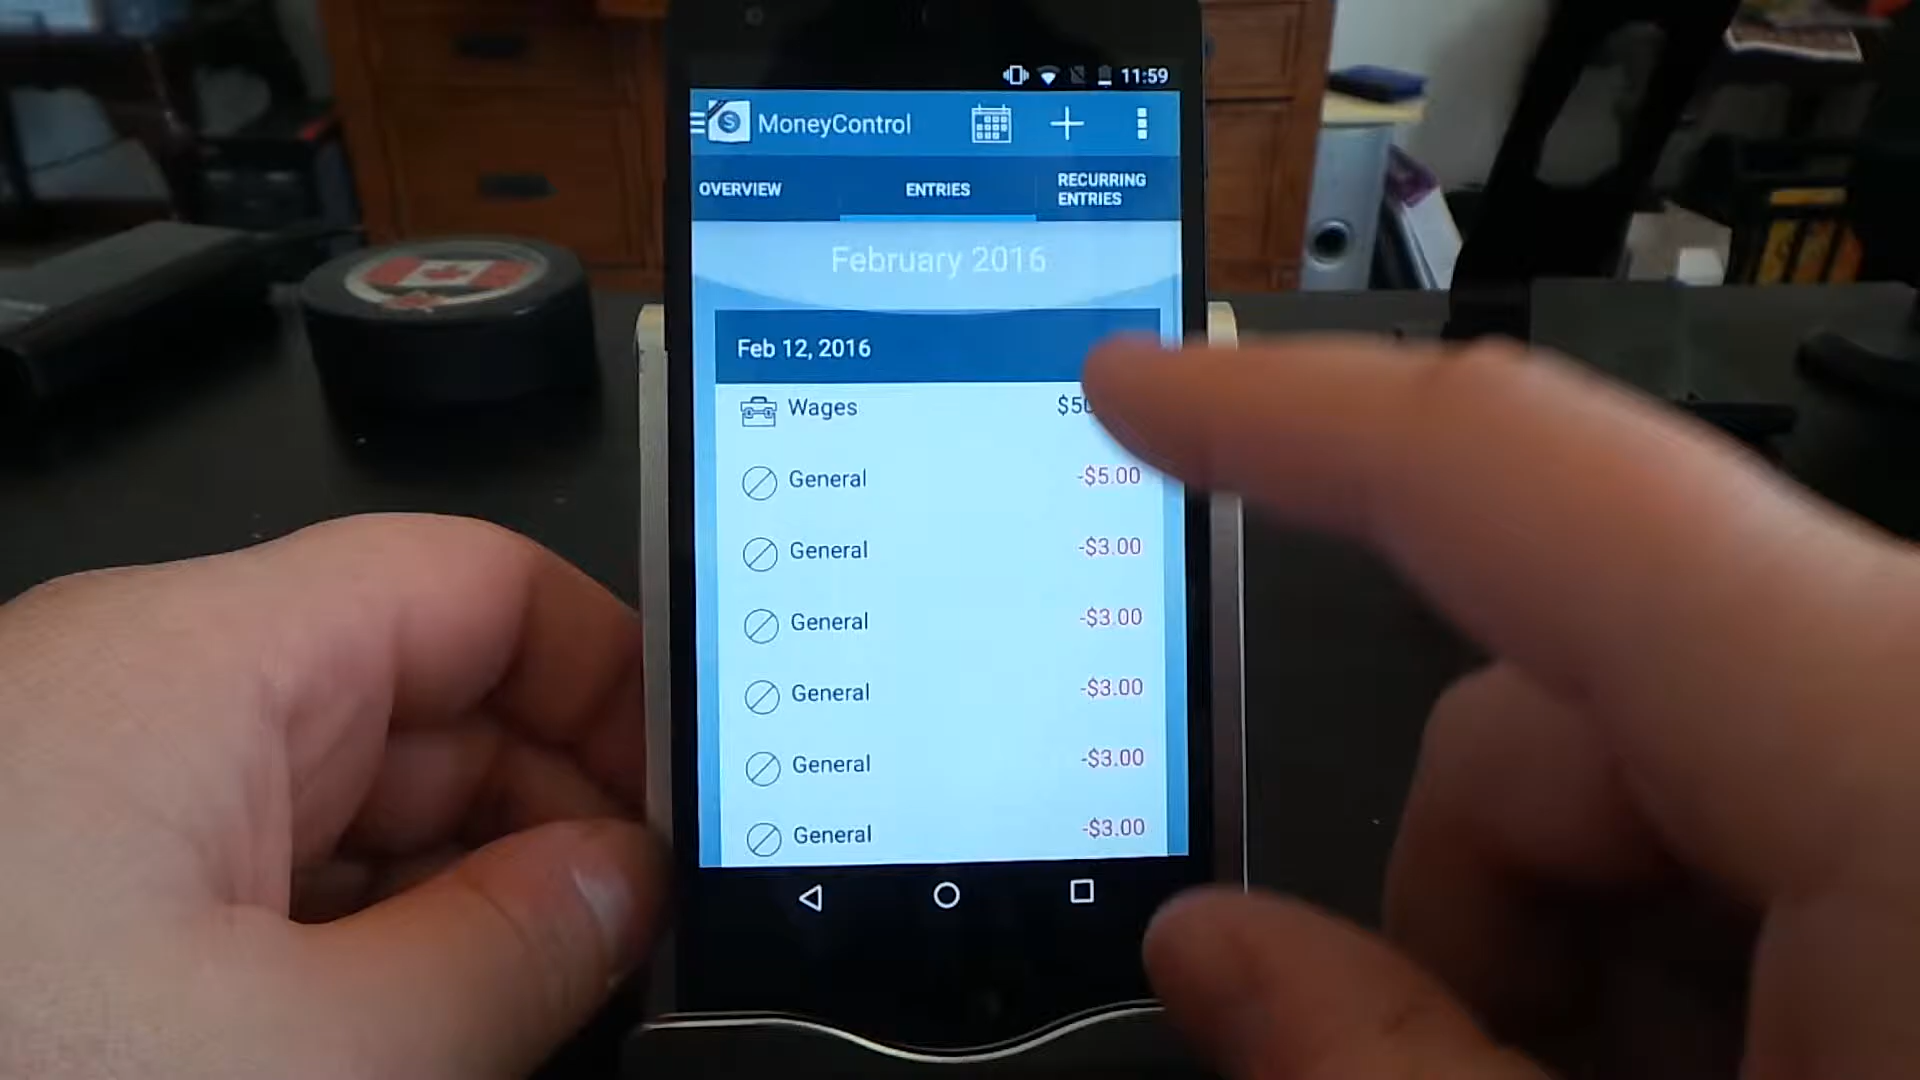 11:59
MoneyControl
OVERVIEW
ENTRIES
RECURRING
ENTRIES
February 2016
Feb 12, 2016
Wages
General -$5.00
General -$3.00
General -$3.00
General -$3.00
General -$3.00
General -$3.00